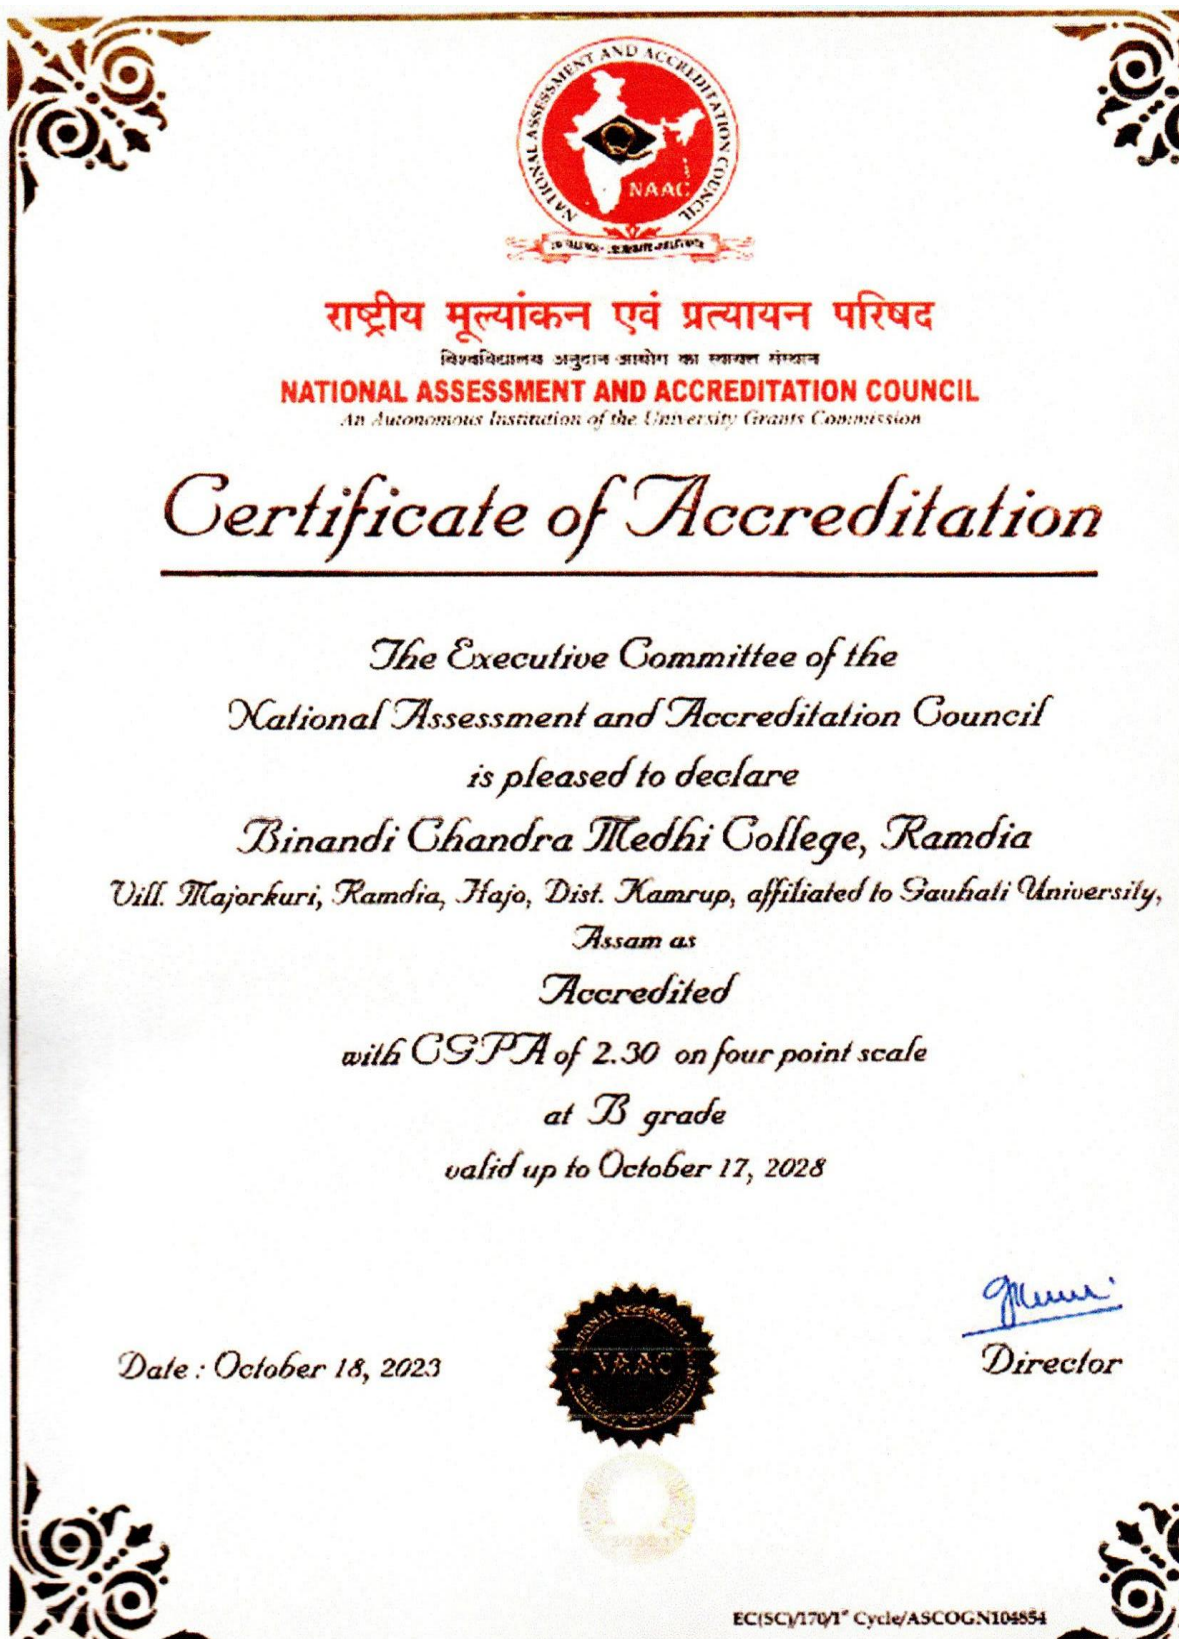 NATIONAL ASSESSMENT AND ACCREDITATION COUNCIL
NAAC
राष्ट्रीय मूल्यांकन एवं प्रत्यायन परिषद
विश्वविद्यालय अनुदान आयोग का स्वायत्त संस्थान
NATIONAL ASSESSMENT AND ACCREDITATION COUNCIL
An Autonomous Institution of the University Grants Commission
Certificate of Accreditation
The Executive Committee of the
National Assessment and Accreditation Council
is pleased to declare
Binandi Chandra Medhi College, Ramdia
Vill. Majorkuri, Ramdia, Hajo, Dist. Kamrup, affiliated to Gauhati University,
Assam as
Accredited
with CGPA of 2.30 on four point scale
at B grade
valid up to October 17, 2028
Date : October 18, 2023
NAAC
Director
EC(SC)/170/1st Cycle/ASCOGN104854